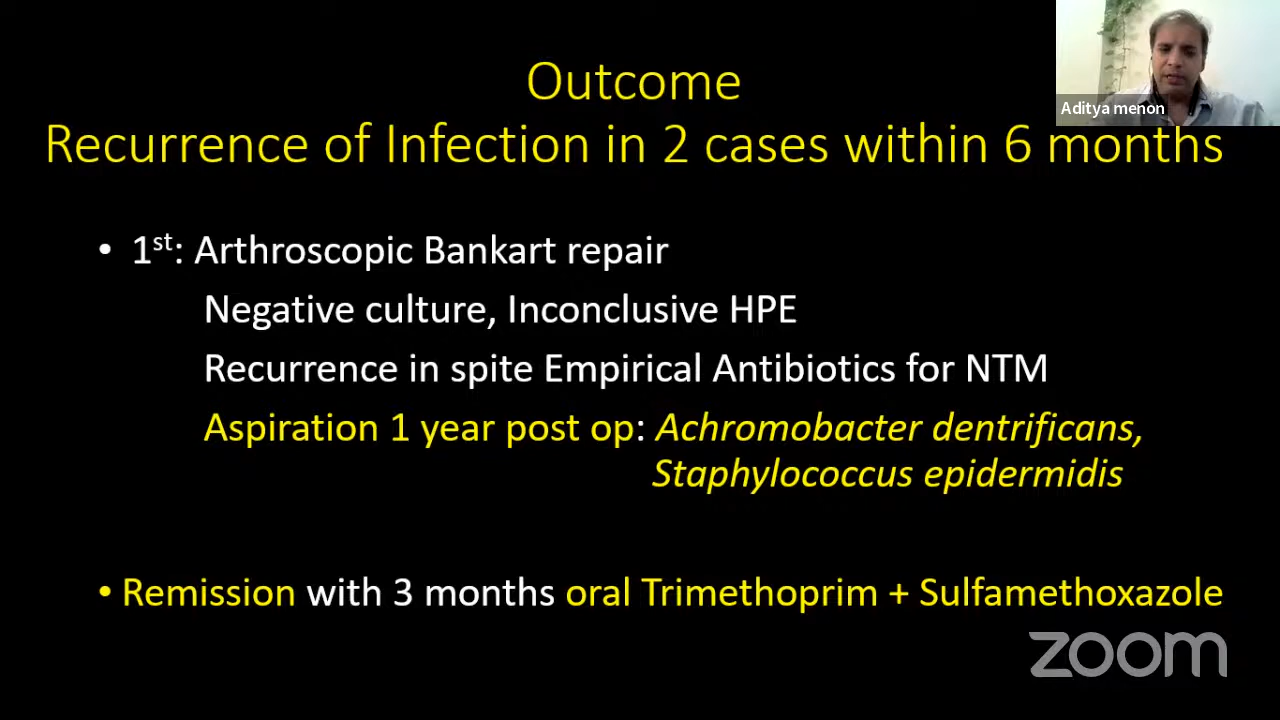 Aditya menon
Outcome
Recurrence of Infection in 2 cases within 6 months
• 1st: Arthroscopic Bankart repair
Negative culture, Inconclusive HPE
Recurrence in spite Empirical Antibiotics for NTM
Aspiration 1 year post op: Achromobacter dentrificans,
Staphylococcus epidermidis
• Remission with 3 months oral Trimethoprim + Sulfamethoxazole
zoom